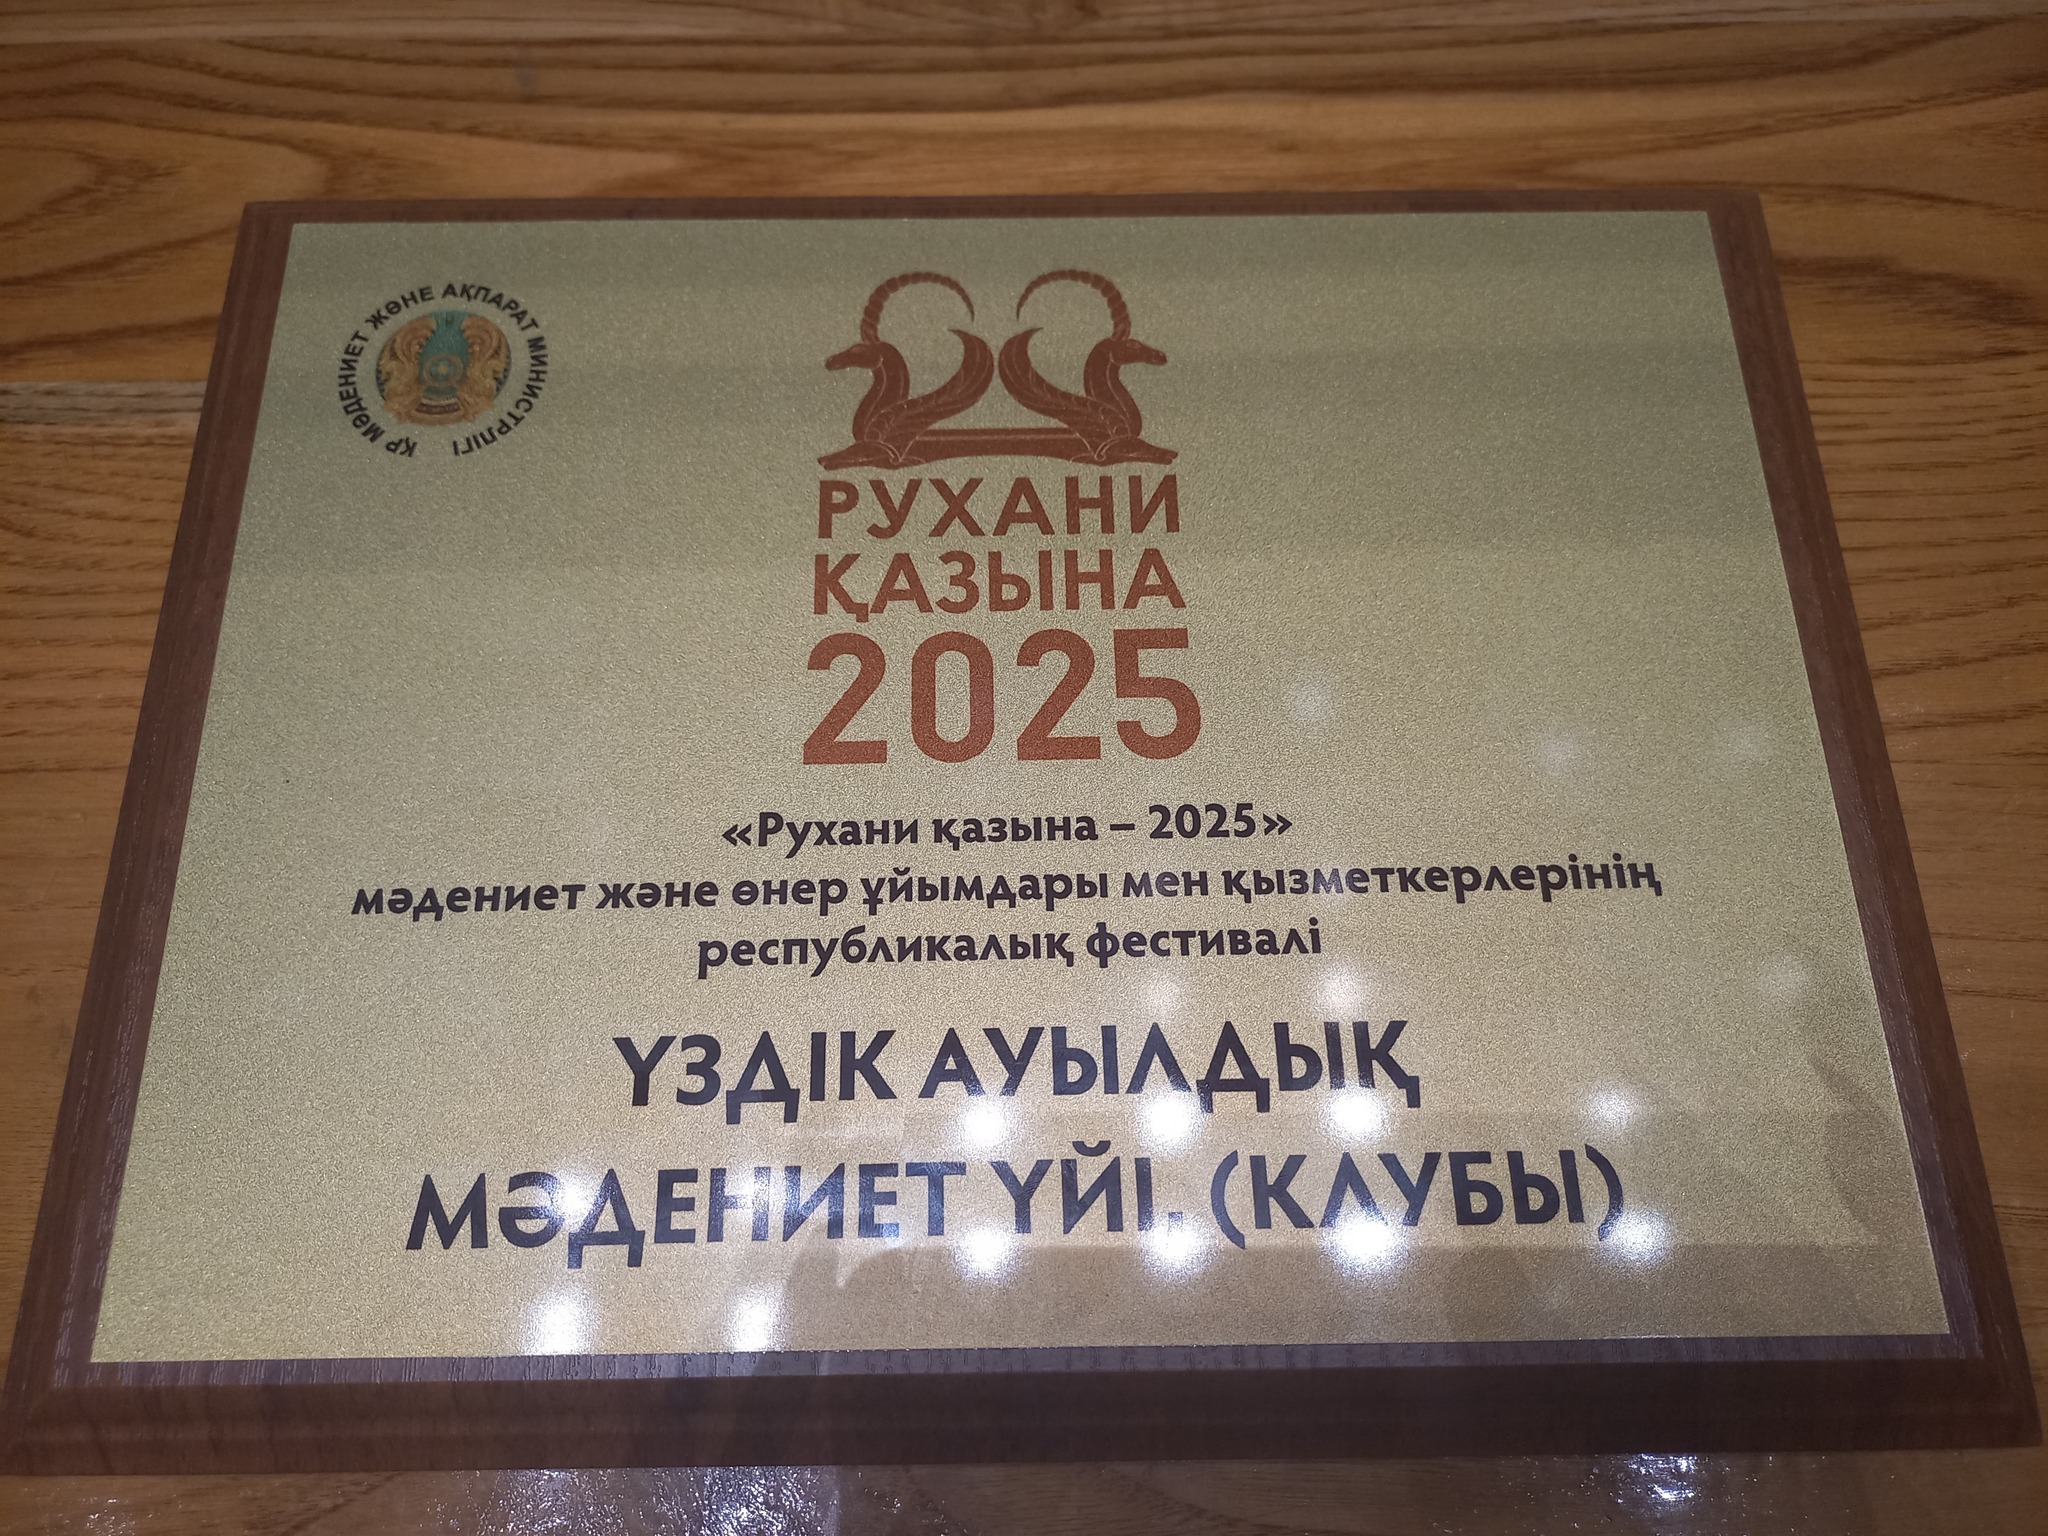 ҚР МӘДЕНИЕТ ЖӘНЕ АҚПАРАТ МИНИСТРЛІГІ
РУХАНИ
ҚАЗЫНА
2025
«Рухани қазына – 2025»
мәдениет және өнер ұйымдары мен қызметкерлерінің
республикалық фестивалі
ҮЗДІК АУЫЛДЫҚ
МӘДЕНИЕТ ҮЙІ, (КЛУБЫ)